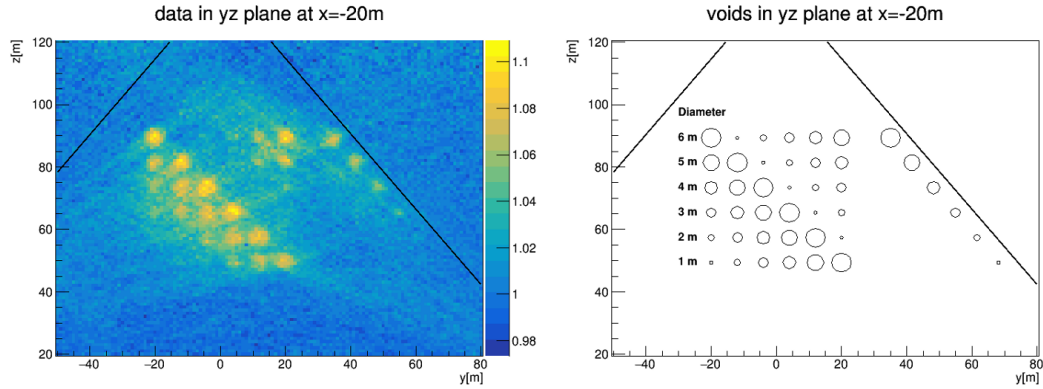 data in yz plane at x=-20m
z[m]
120
100
80
60
40
20
−40
−20
0
20
40
60
80
y[m]
1.1
1.08
1.06
1.04
1.02
1
0.98
voids in yz plane at x=-20m
z[m]
120
100
80
60
40
20
Diameter
6 m
5 m
4 m
3 m
2 m
1 m
−40
−20
0
20
40
60
80
y[m]